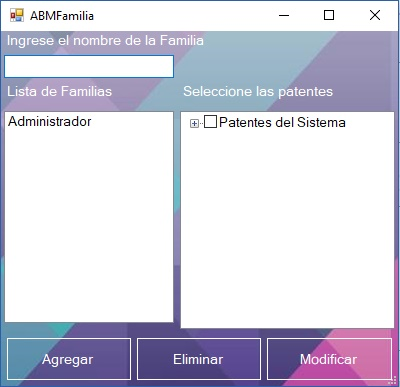 ABMFamilia
Ingrese el nombre de la Familia
Lista de Familias
Seleccione las patentes
Administrador
Patentes del Sistema
Agregar
Eliminar
Modificar